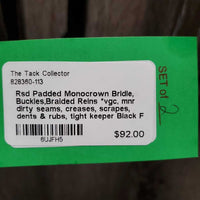 The Tack Collector
828360-113
Rsd Padded Monocrown Bridle,
Buckles,Braided Reins *vgc, mnr
dirty seams, creases, scrapes,
dents & rubs, tight keeper Black F
$92.00
6UJFH5
SET of 2